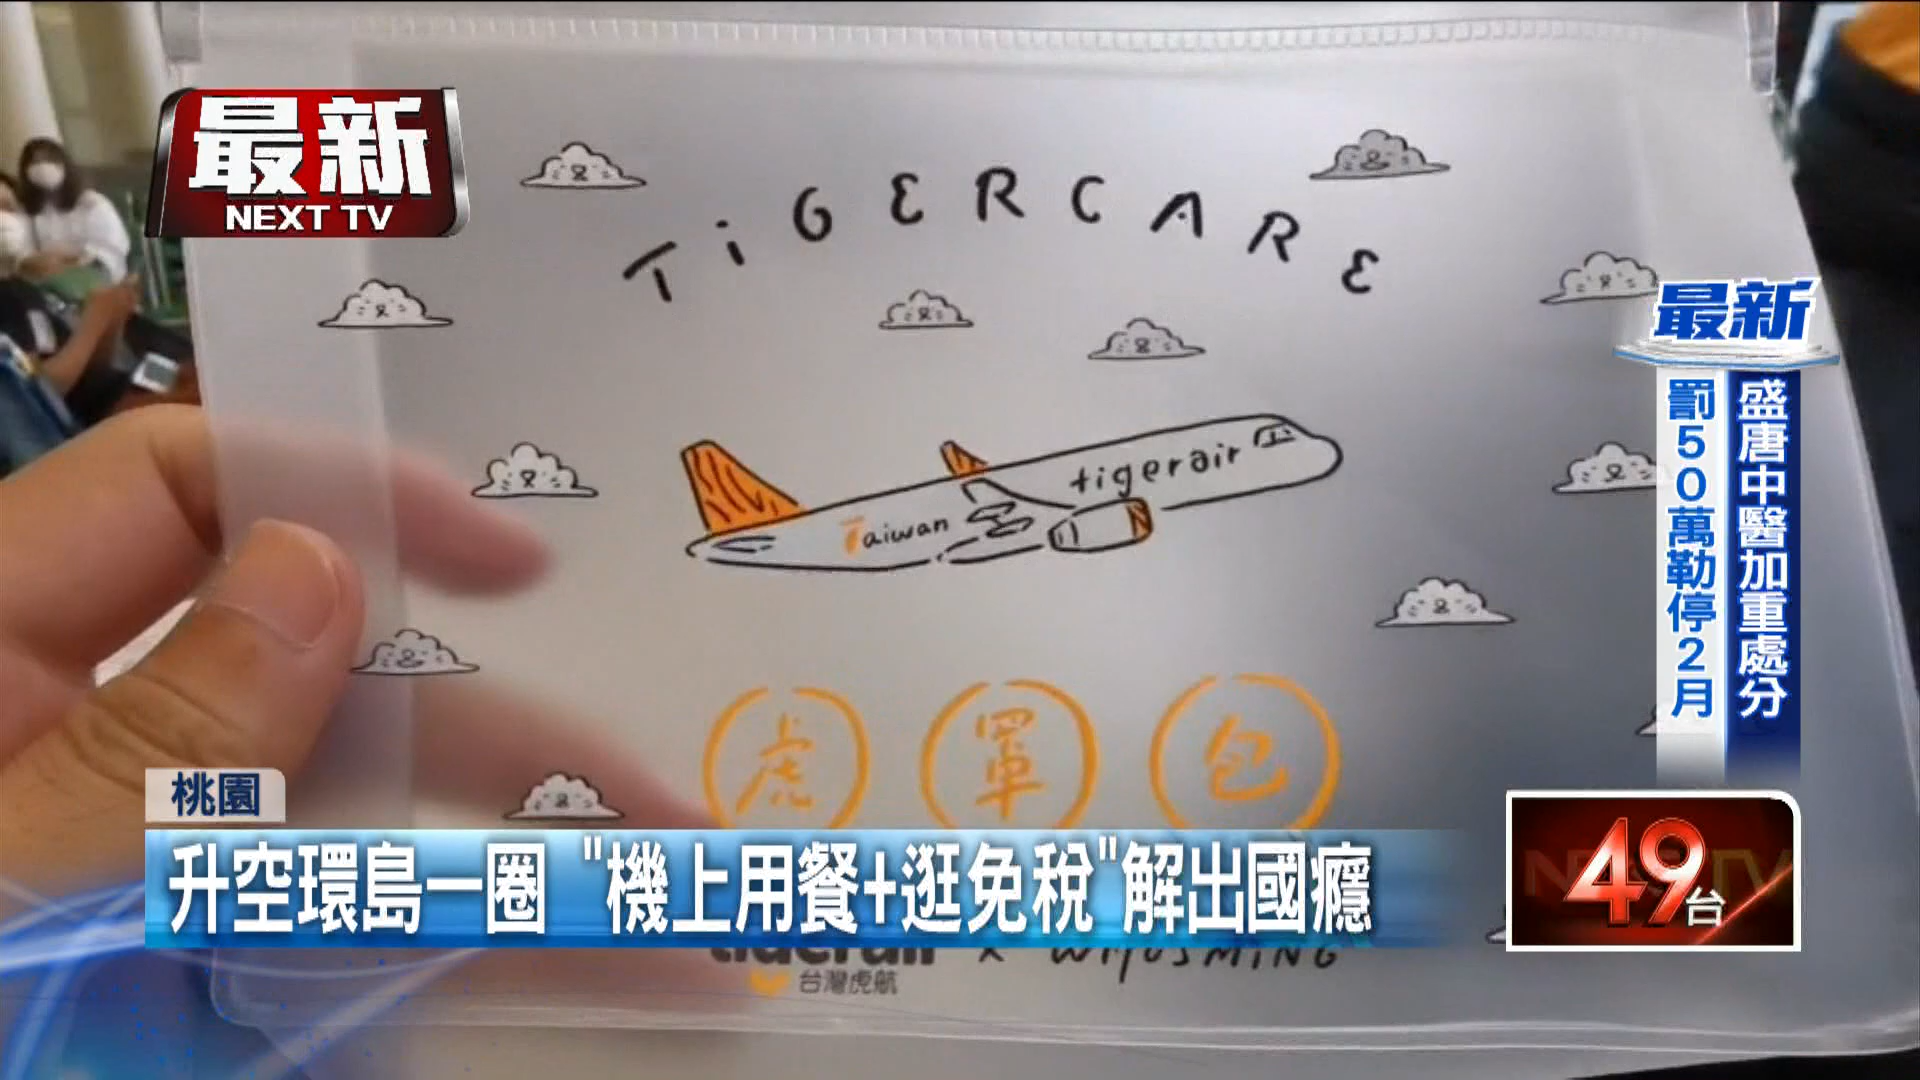 最新
NEXT TV
TiGERCARE
最新
盛唐中醫加重處分
罰50萬勒停2月
tigerair
Taiwan
虎 罩 包
桃園
升空環島一圈 "機上用餐+逛免稅"解出國癮
49台
tigerair x WHYOSMING
台灣虎航